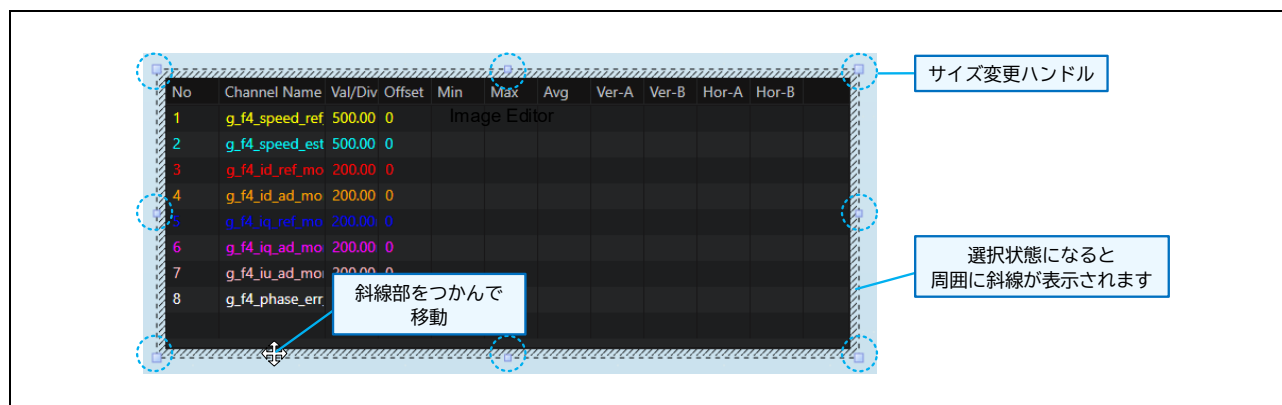 サイズ変更ハンドル
No Channel Name Val/Div Offset Min Max Avg Ver-A Ver-B Hor-A Hor-B
1 g_f4_speed_ref 500.00 0
Image Editor
2 g_f4_speed_est 500.00 0
3 g_f4_id_ref_mo 200.00 0
4 g_f4_id_ad_mo 200.00 0
5 g_f4_iq_ref_mo 200.00 0
6 g_f4_iq_ad_mo 200.00 0
選択状態になると
周囲に斜線が表示されます
7 g_f4_iu_ad_mo 200.00 0
8 g_f4_phase_err
斜線部をつかんで
移動